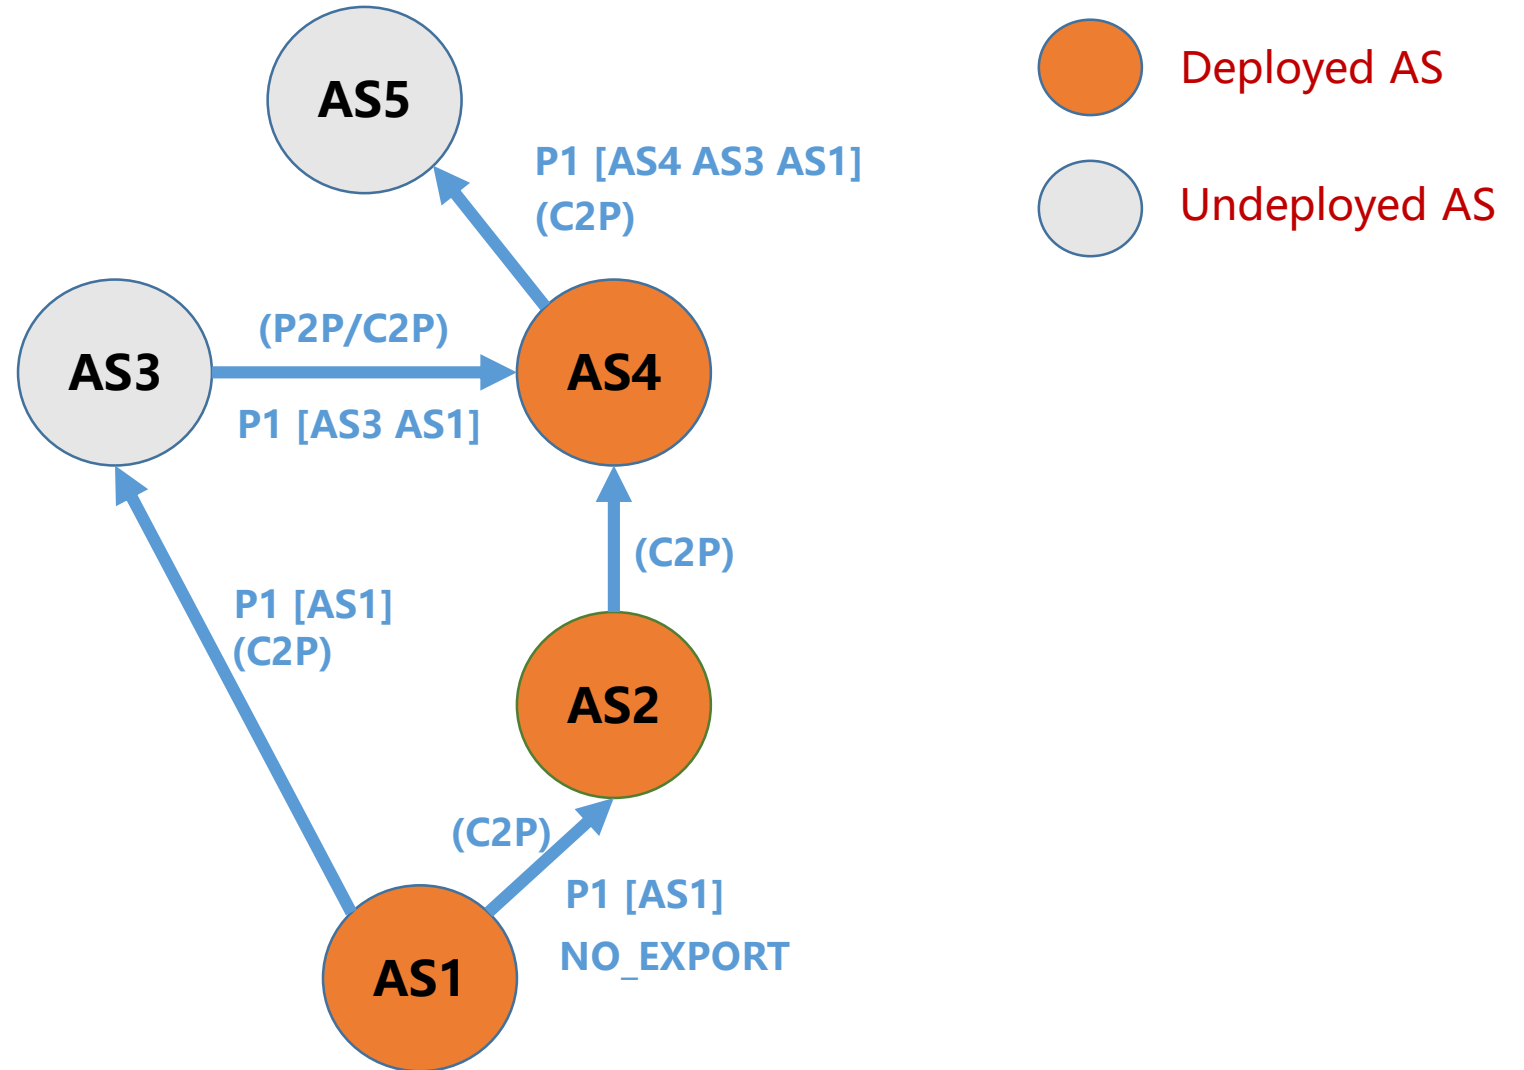 AS5
Deployed AS
P1 [AS4 AS3 AS1]
(C2P)
Undeployed AS
AS3
(P2P/C2P)
P1 [AS3 AS1]
AS4
(C2P)
P1 [AS1]
(C2P)
AS2
(C2P)
P1 [AS1]
NO_EXPORT
AS1